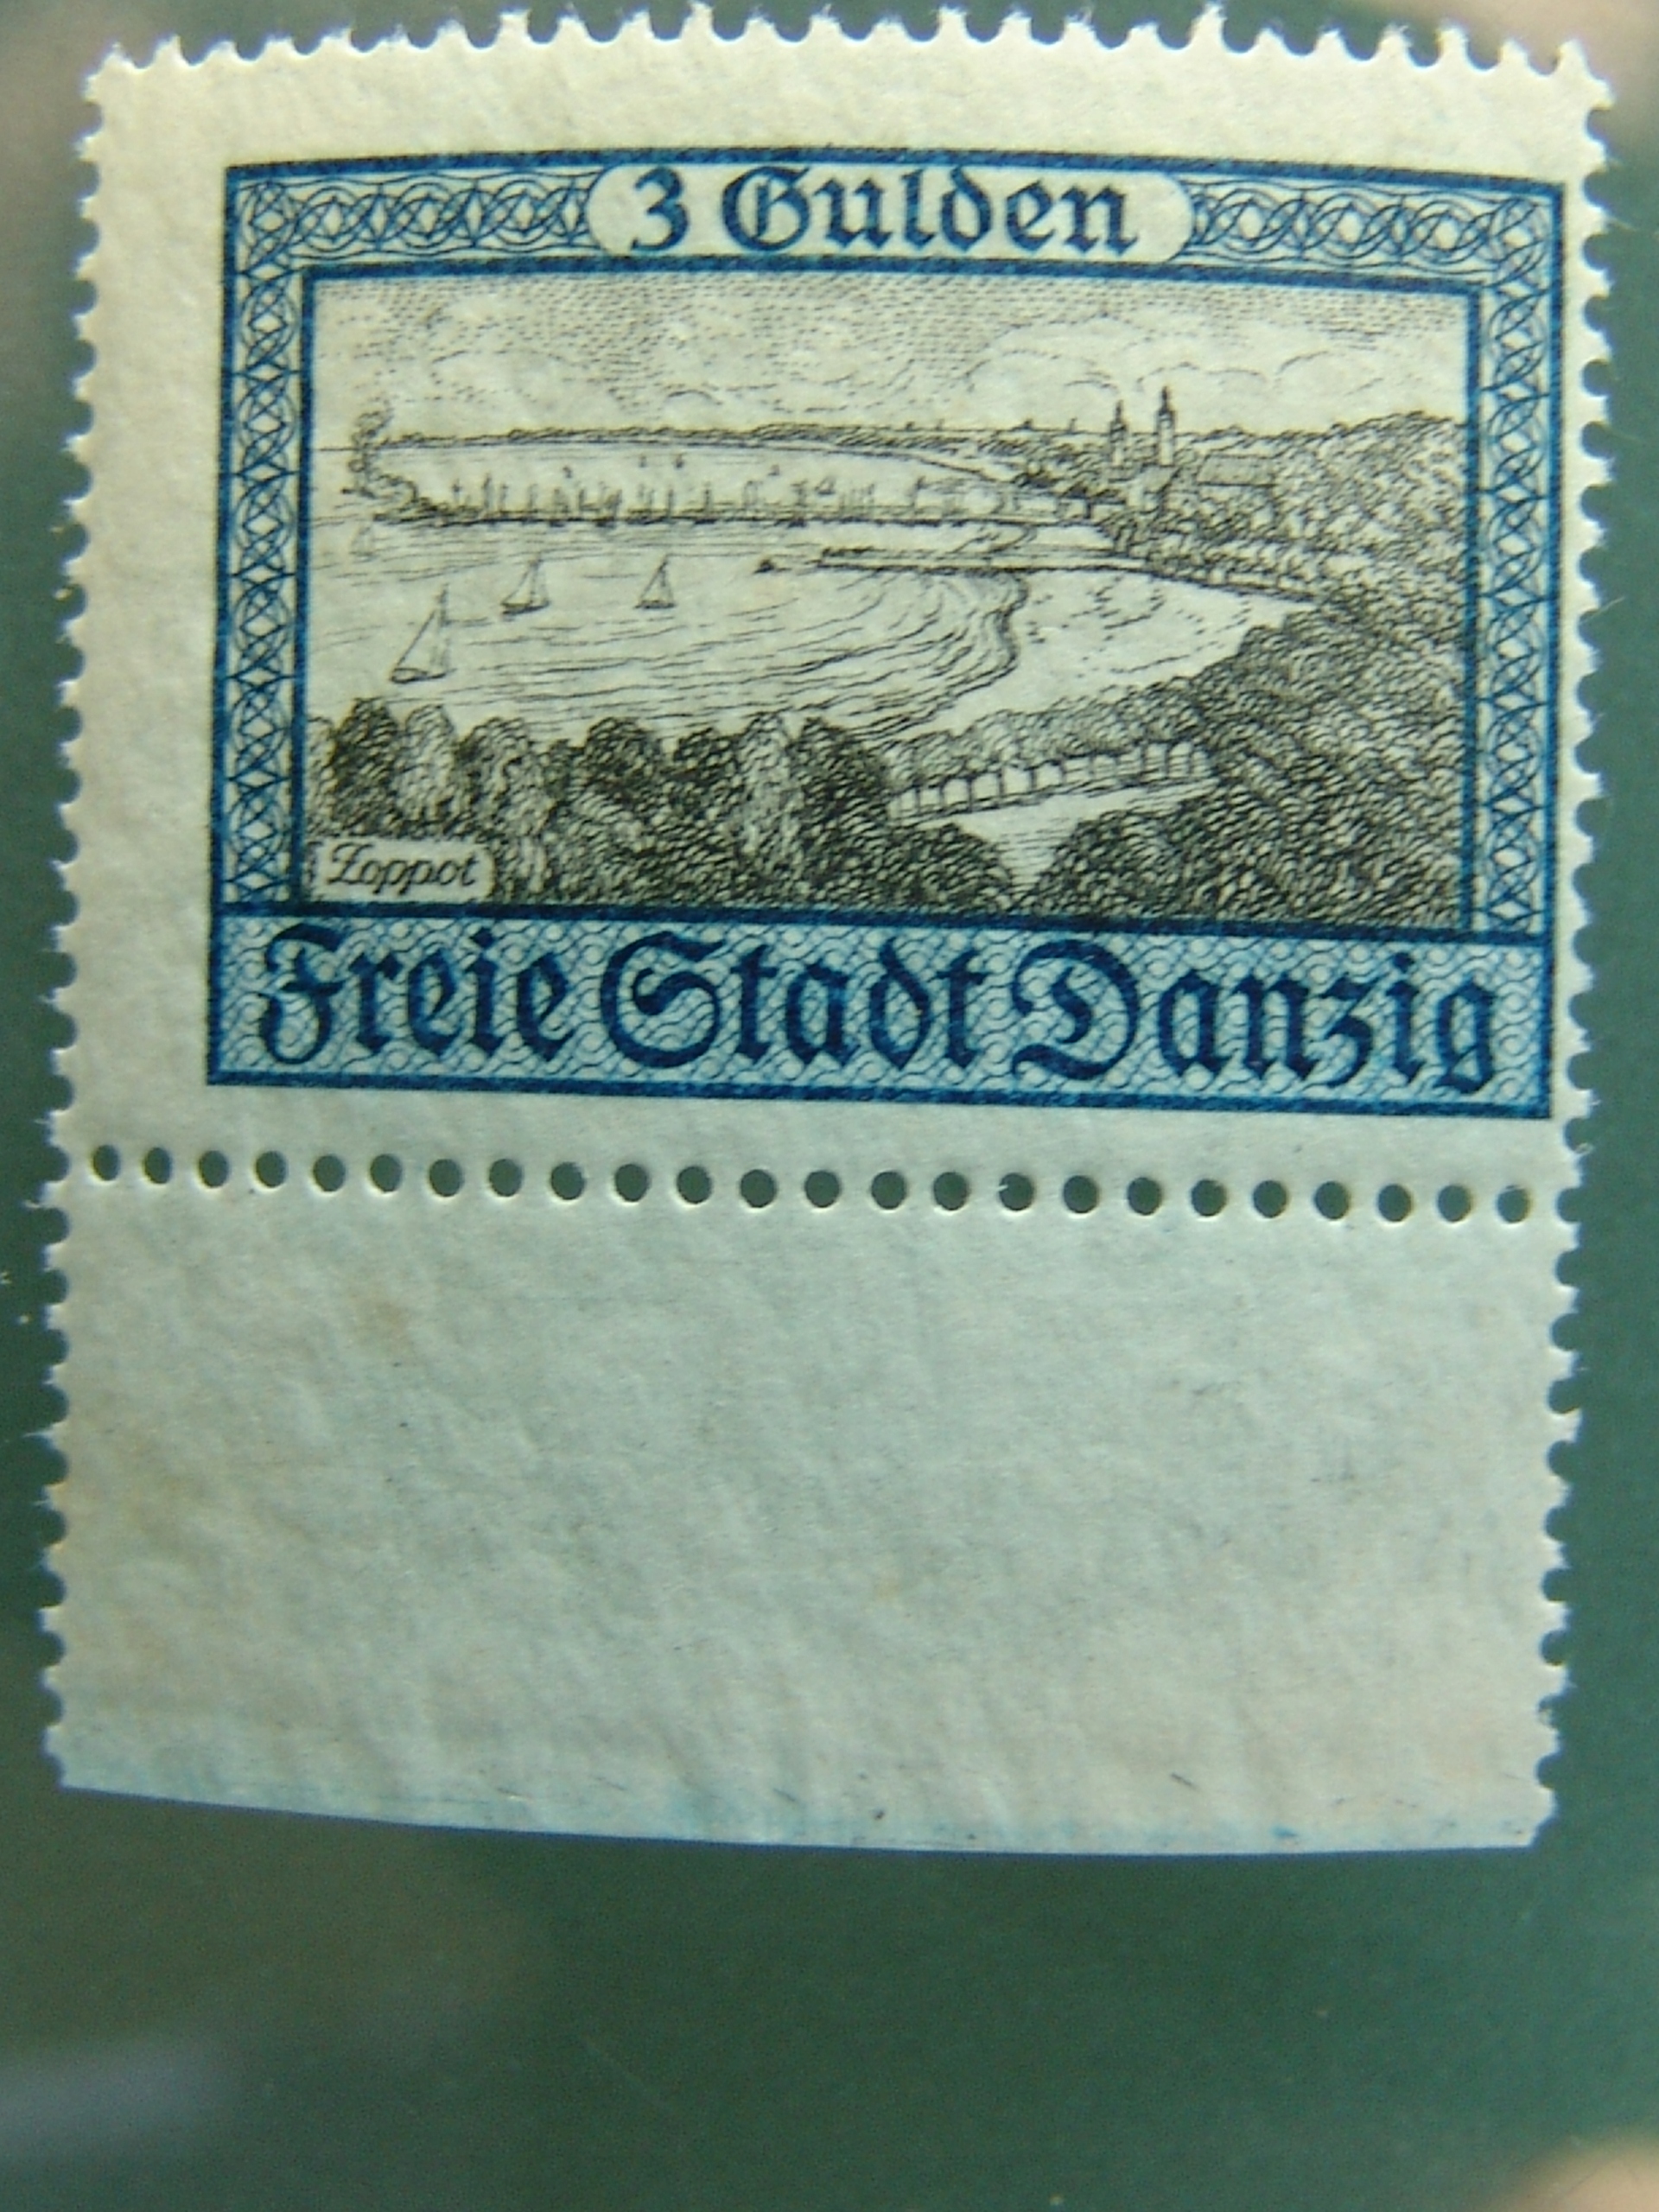 3 Gulden
Zoppot
Freie Stadt Danzig